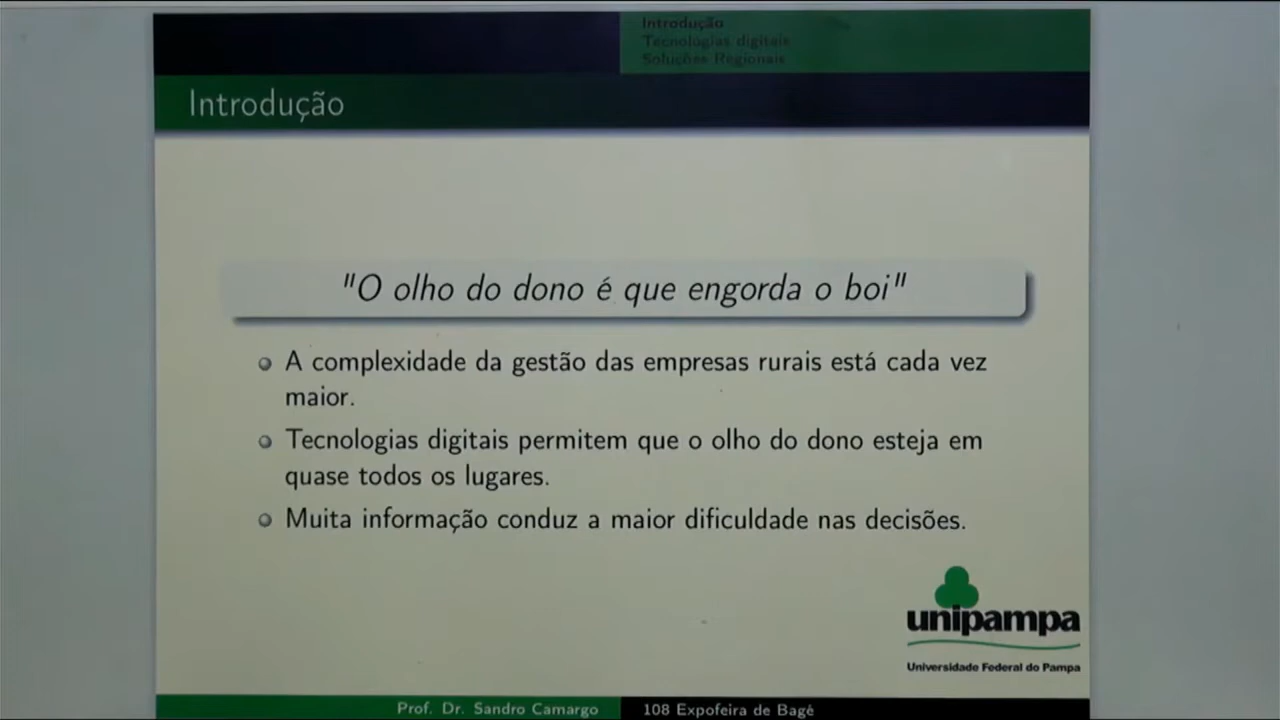 Introdução
Tecnologias digitais
Soluções Regionais
Introdução
"O olho do dono é que engorda o boi"
A complexidade da gestão das empresas rurais está cada vez
maior.
Tecnologias digitais permitem que o olho do dono esteja em
quase todos os lugares.
Muita informação conduz a maior dificuldade nas decisões.
unipampa
Universidade Federal do Pampa
Prof. Dr. Sandro Camargo
108 Expofeira de Bagé